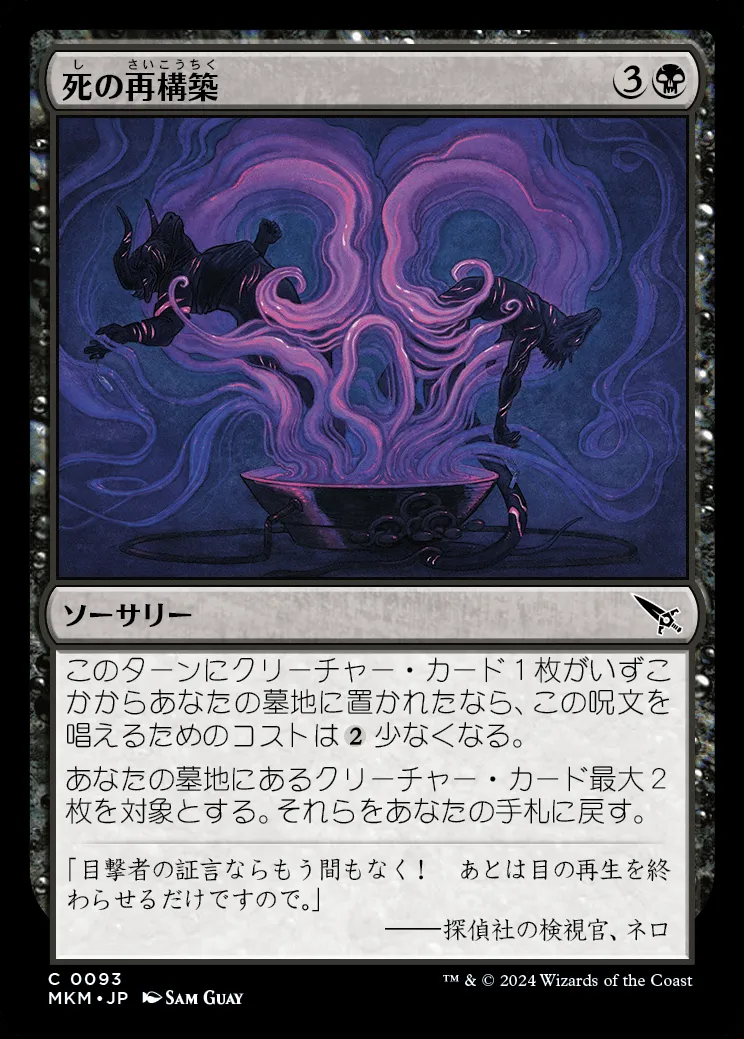 し さいこうちく
死の再構築 3
ソーサリー
このターンにクリーチャー・カード1枚がいずこ
かからあなたの墓地に置かれたなら、この呪文を
唱えるためのコストは 2 少なくなる。
あなたの墓地にあるクリーチャー・カード最大2
枚を対象とする。それらをあなたの手札に戻す。
「目撃者の証言ならもう間もなく! あとは目の再生を終
わらせるだけですので。」
——探偵社の検視官、ネロ
C 0093 ™ & © 2024 Wizards of the Coast
MKM • JP SAM GUAY